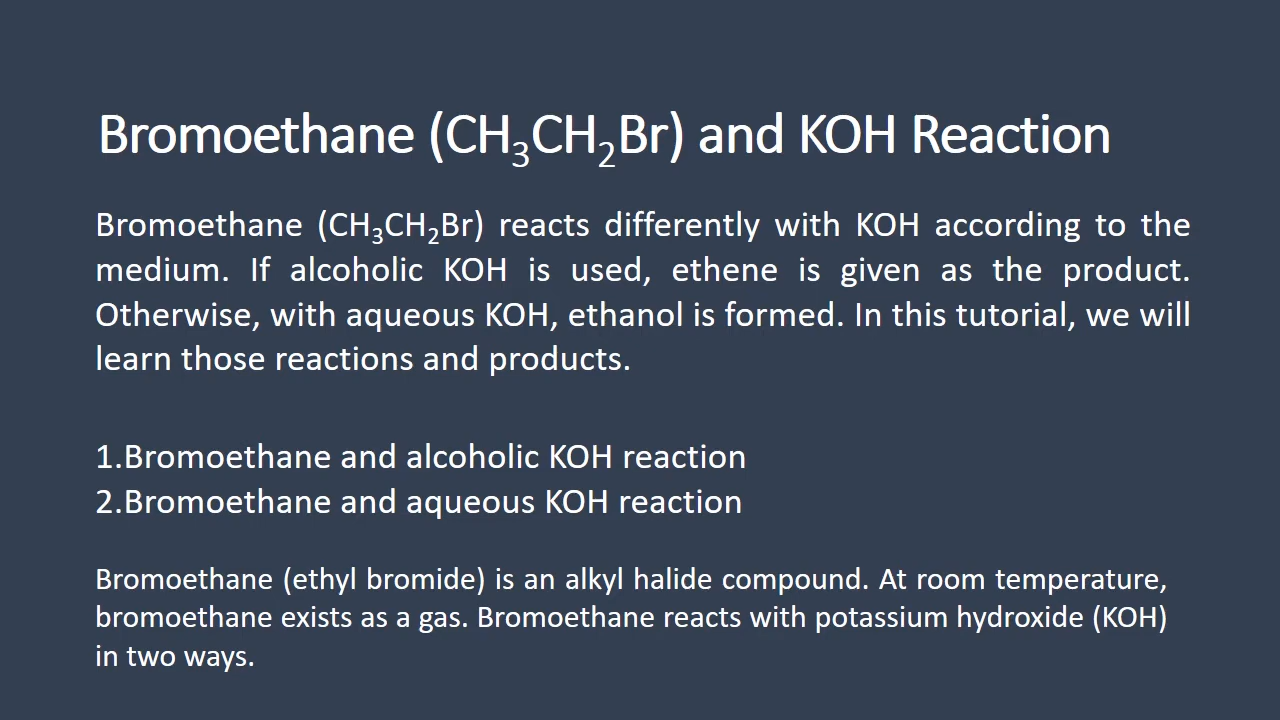 Bromoethane (CH₃CH₂Br) and KOH Reaction
Bromoethane (CH₃CH₂Br) reacts differently with KOH according to the
medium. If alcoholic KOH is used, ethene is given as the product.
Otherwise, with aqueous KOH, ethanol is formed. In this tutorial, we will
learn those reactions and products.
1.Bromoethane and alcoholic KOH reaction
2.Bromoethane and aqueous KOH reaction
Bromoethane (ethyl bromide) is an alkyl halide compound. At room temperature,
bromoethane exists as a gas. Bromoethane reacts with potassium hydroxide (KOH)
in two ways.